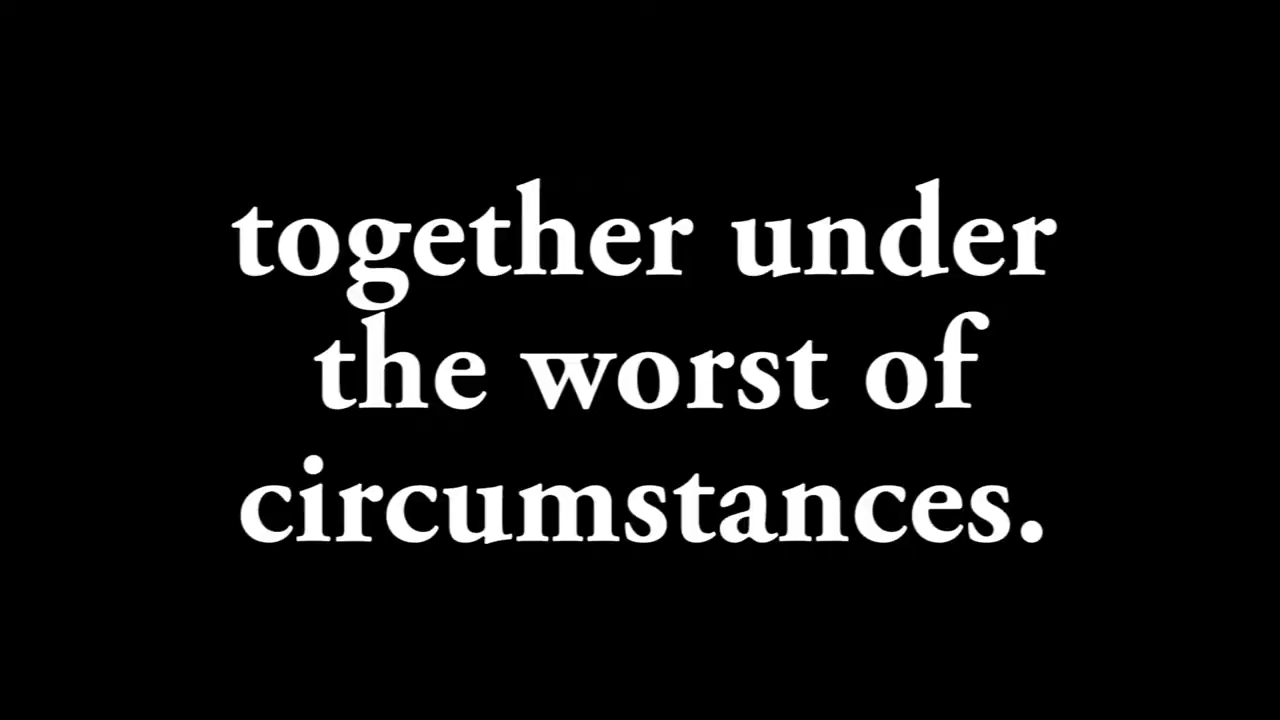 together under
the worst of
circumstances.